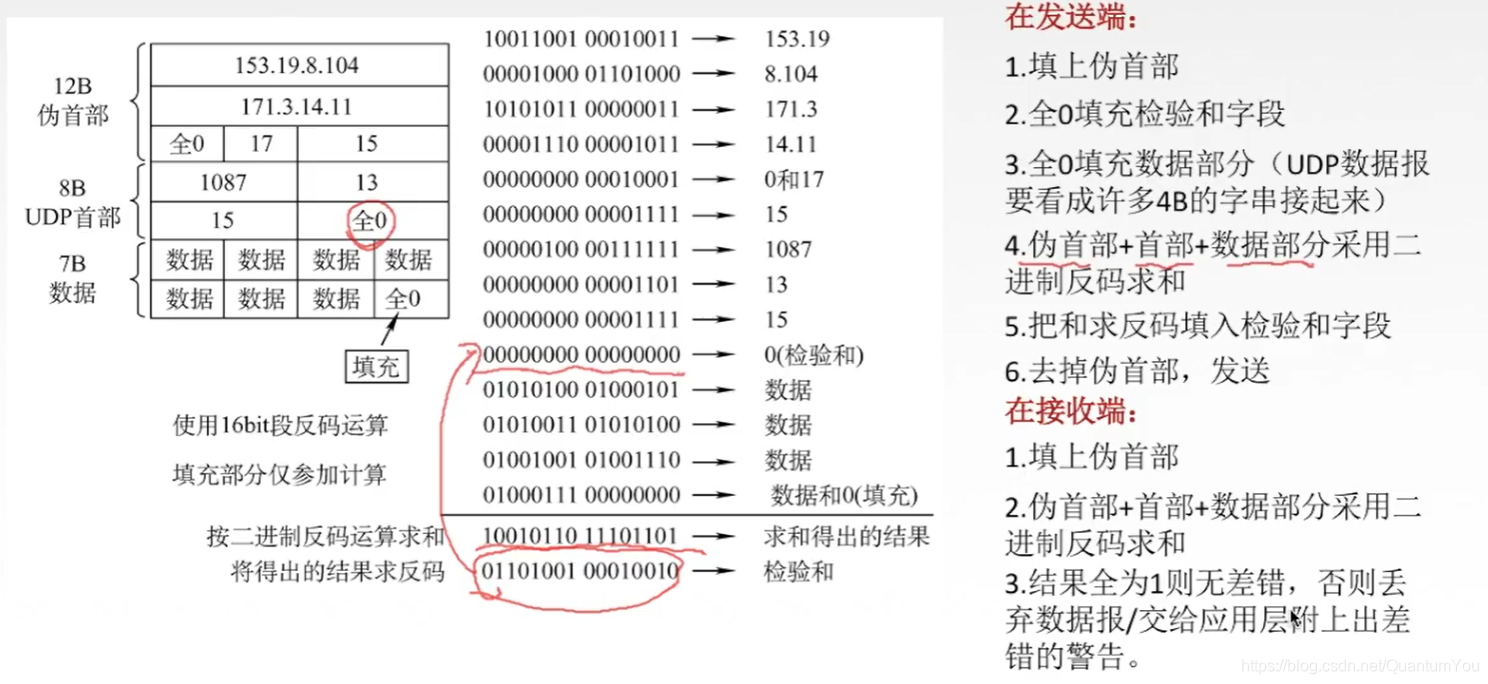 12B
伪首部
153.19.8.104
171.3.14.11
全0 17 15
8B
UDP首部
1087 13
15 全0
7B
数据
数据 数据 数据 数据
数据 数据 数据 全0
填充
使用16bit段反码运算
填充部分仅参加计算
10011001 00010011 → 153.19
00001000 01101000 → 8.104
10101011 00000011 → 171.3
00001110 00001011 → 14.11
00000000 00010001 → 0和17
00000000 00001111 → 15
00000100 00111111 → 1087
00000000 00001101 → 13
00000000 00001111 → 15
00000000 00000000 → 0(检验和)
01010100 01000101 → 数据
01010011 01010100 → 数据
01001001 01001110 → 数据
01000111 00000000 → 数据和0(填充)
按二进制反码运算求和 10010110 11101101 → 求和得出的结果
将得出的结果求反码 01101001 00010010 → 检验和
在发送端:
1.填上伪首部
2.全0填充检验和字段
3.全0填充数据部分（UDP数据报
要看成许多4B的字串接起来）
4.伪首部+首部+数据部分采用二
进制反码求和
5.把和求反码填入检验和字段
6.去掉伪首部，发送
在接收端:
1.填上伪首部
2.伪首部+首部+数据部分采用二
进制反码求和
3.结果全为1则无差错，否则丢
弃数据报/交给应用层附上出差
错的警告。
https://blog.csdn.net/QuantumYou